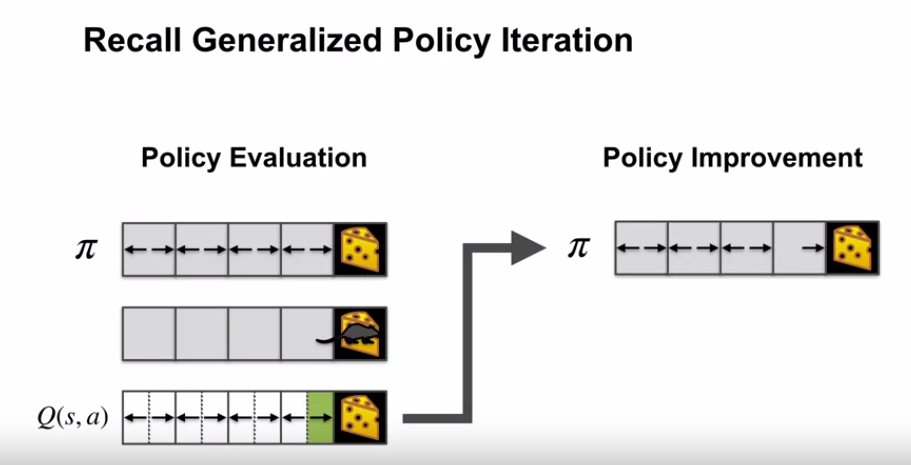 Recall Generalized Policy Iteration
Policy Evaluation
Policy Improvement
π
π
Q(s, a)